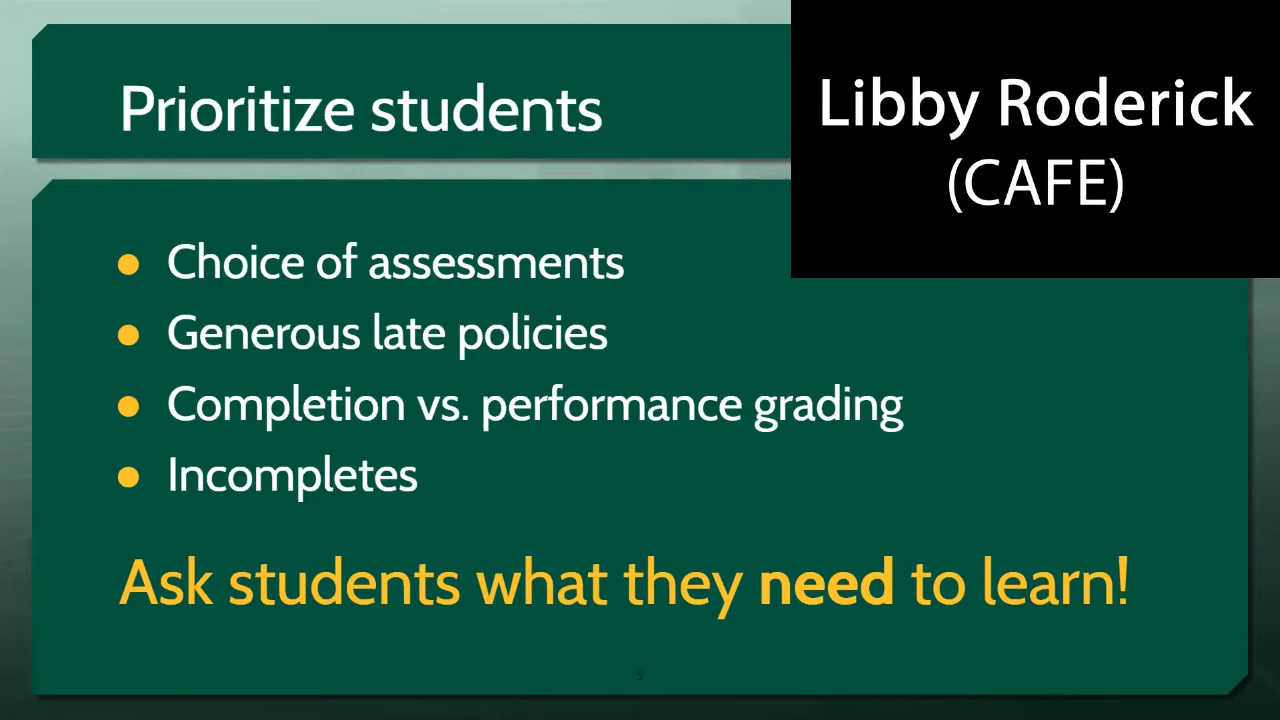 Prioritize students
Libby Roderick
(CAFE)
Choice of assessments
Generous late policies
Completion vs. performance grading
Incompletes
Ask students what they need to learn!
5